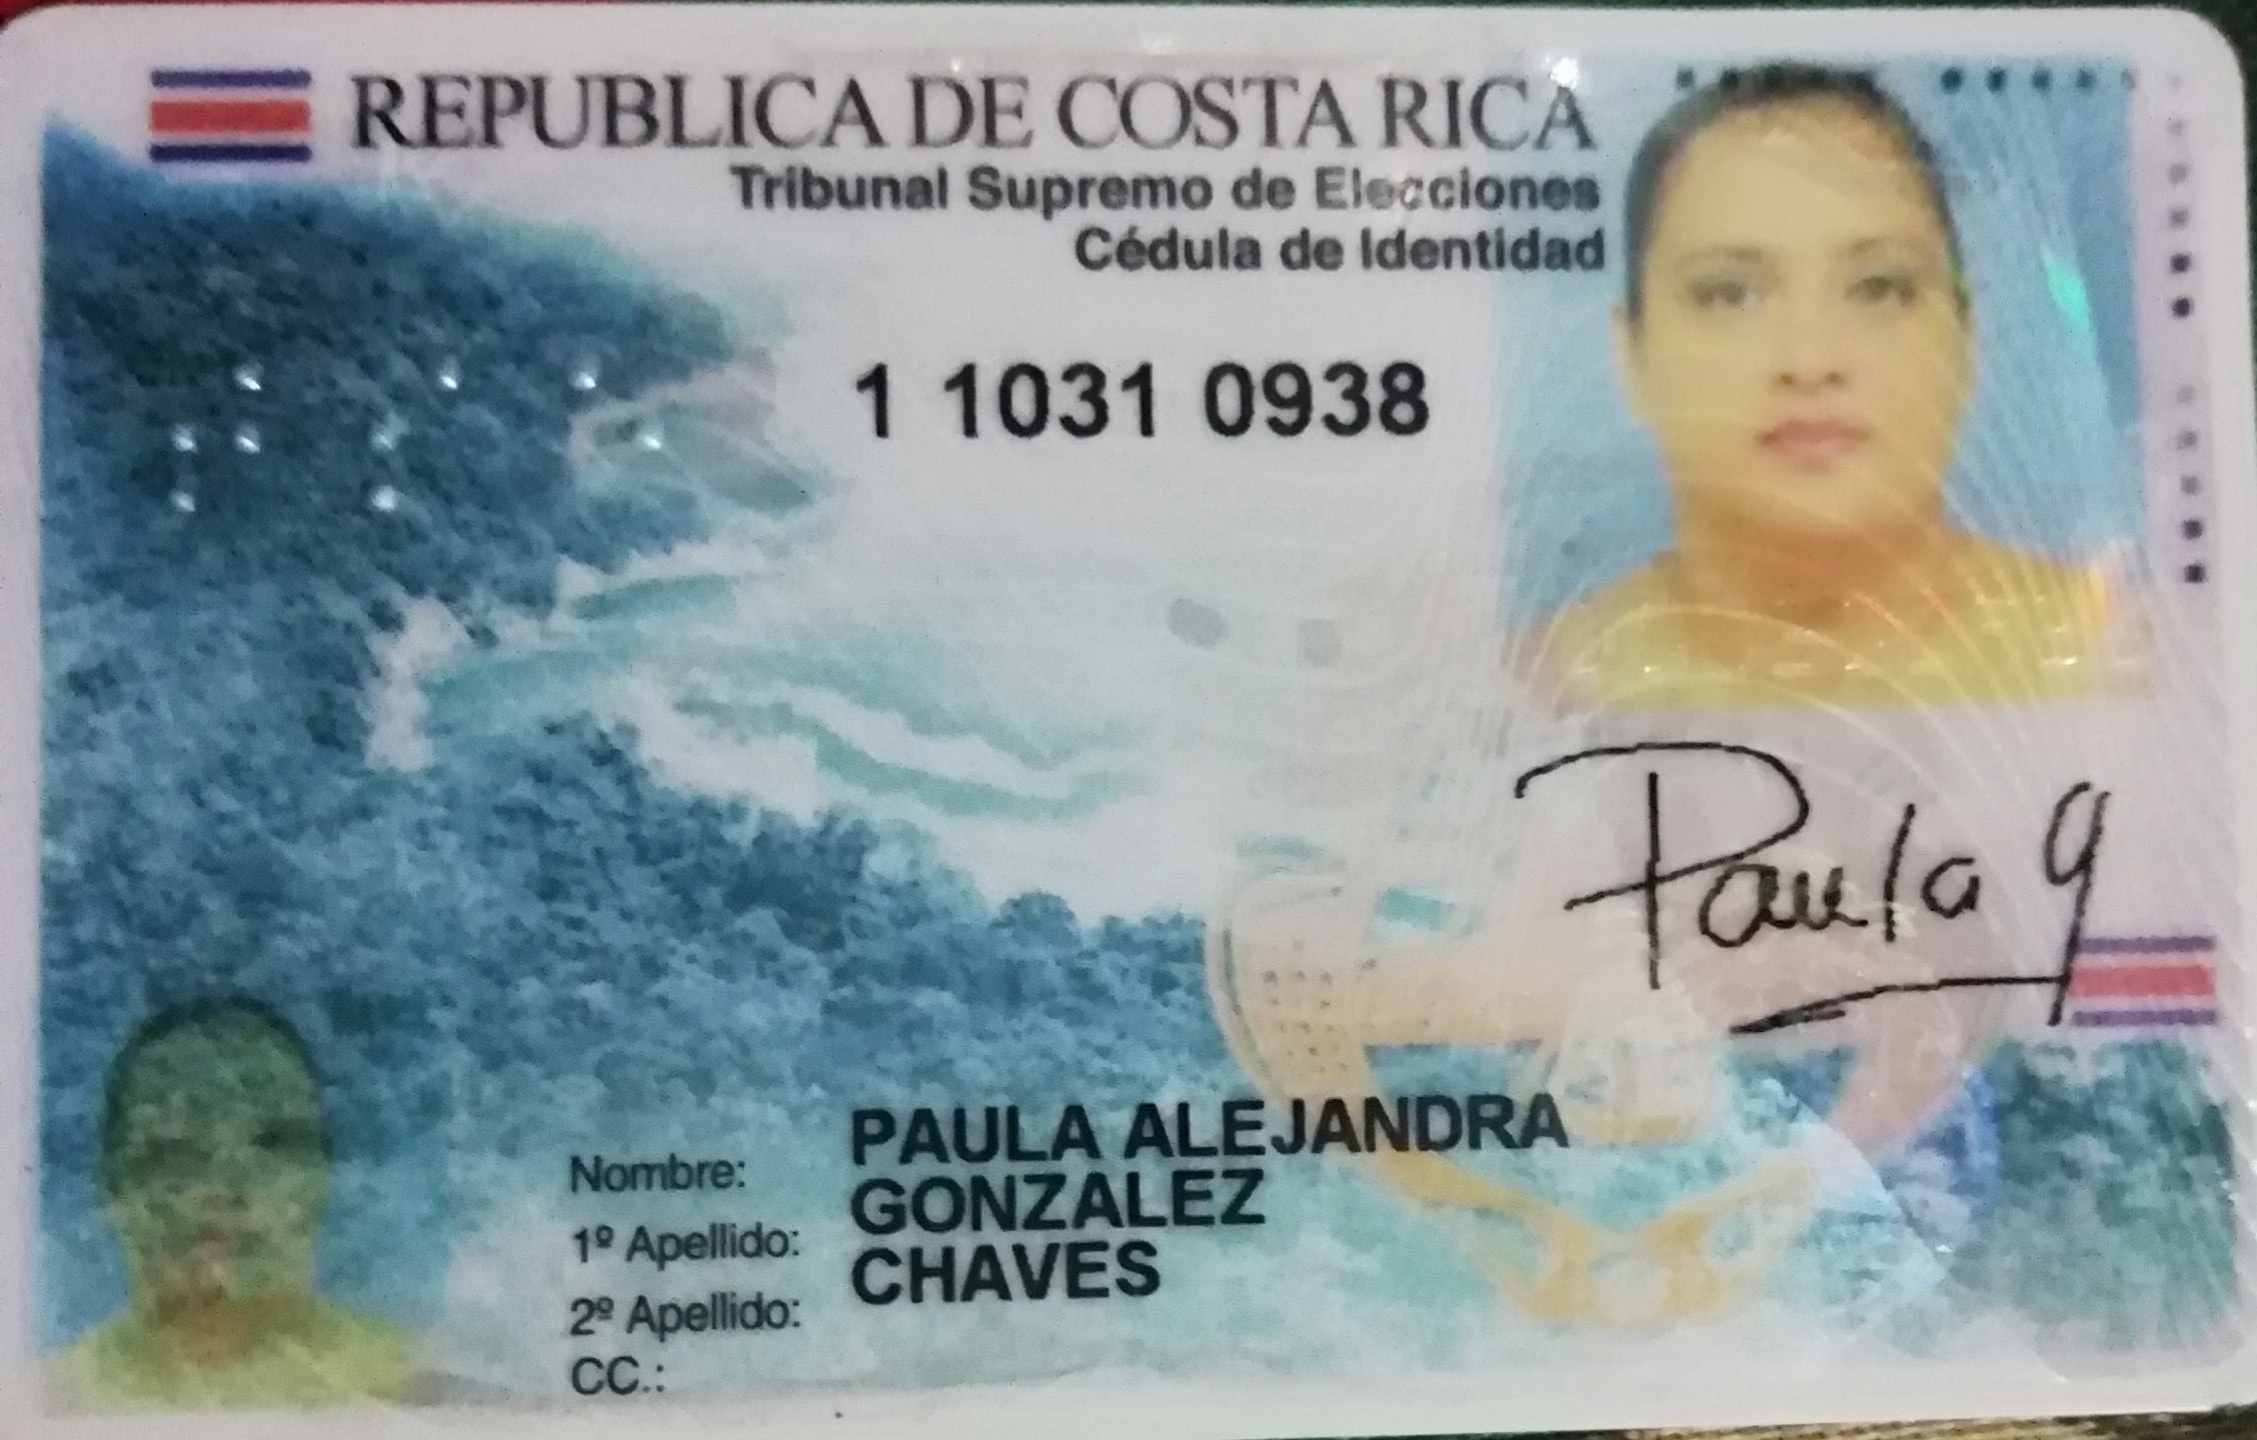 REPUBLICA DE COSTA RICA
Tribunal Supremo de Elecciones
Cédula de Identidad
1 1031 0938
Paula G
Nombre: PAULA ALEJANDRA
1º Apellido: GONZALEZ
2º Apellido: CHAVES
CC.: